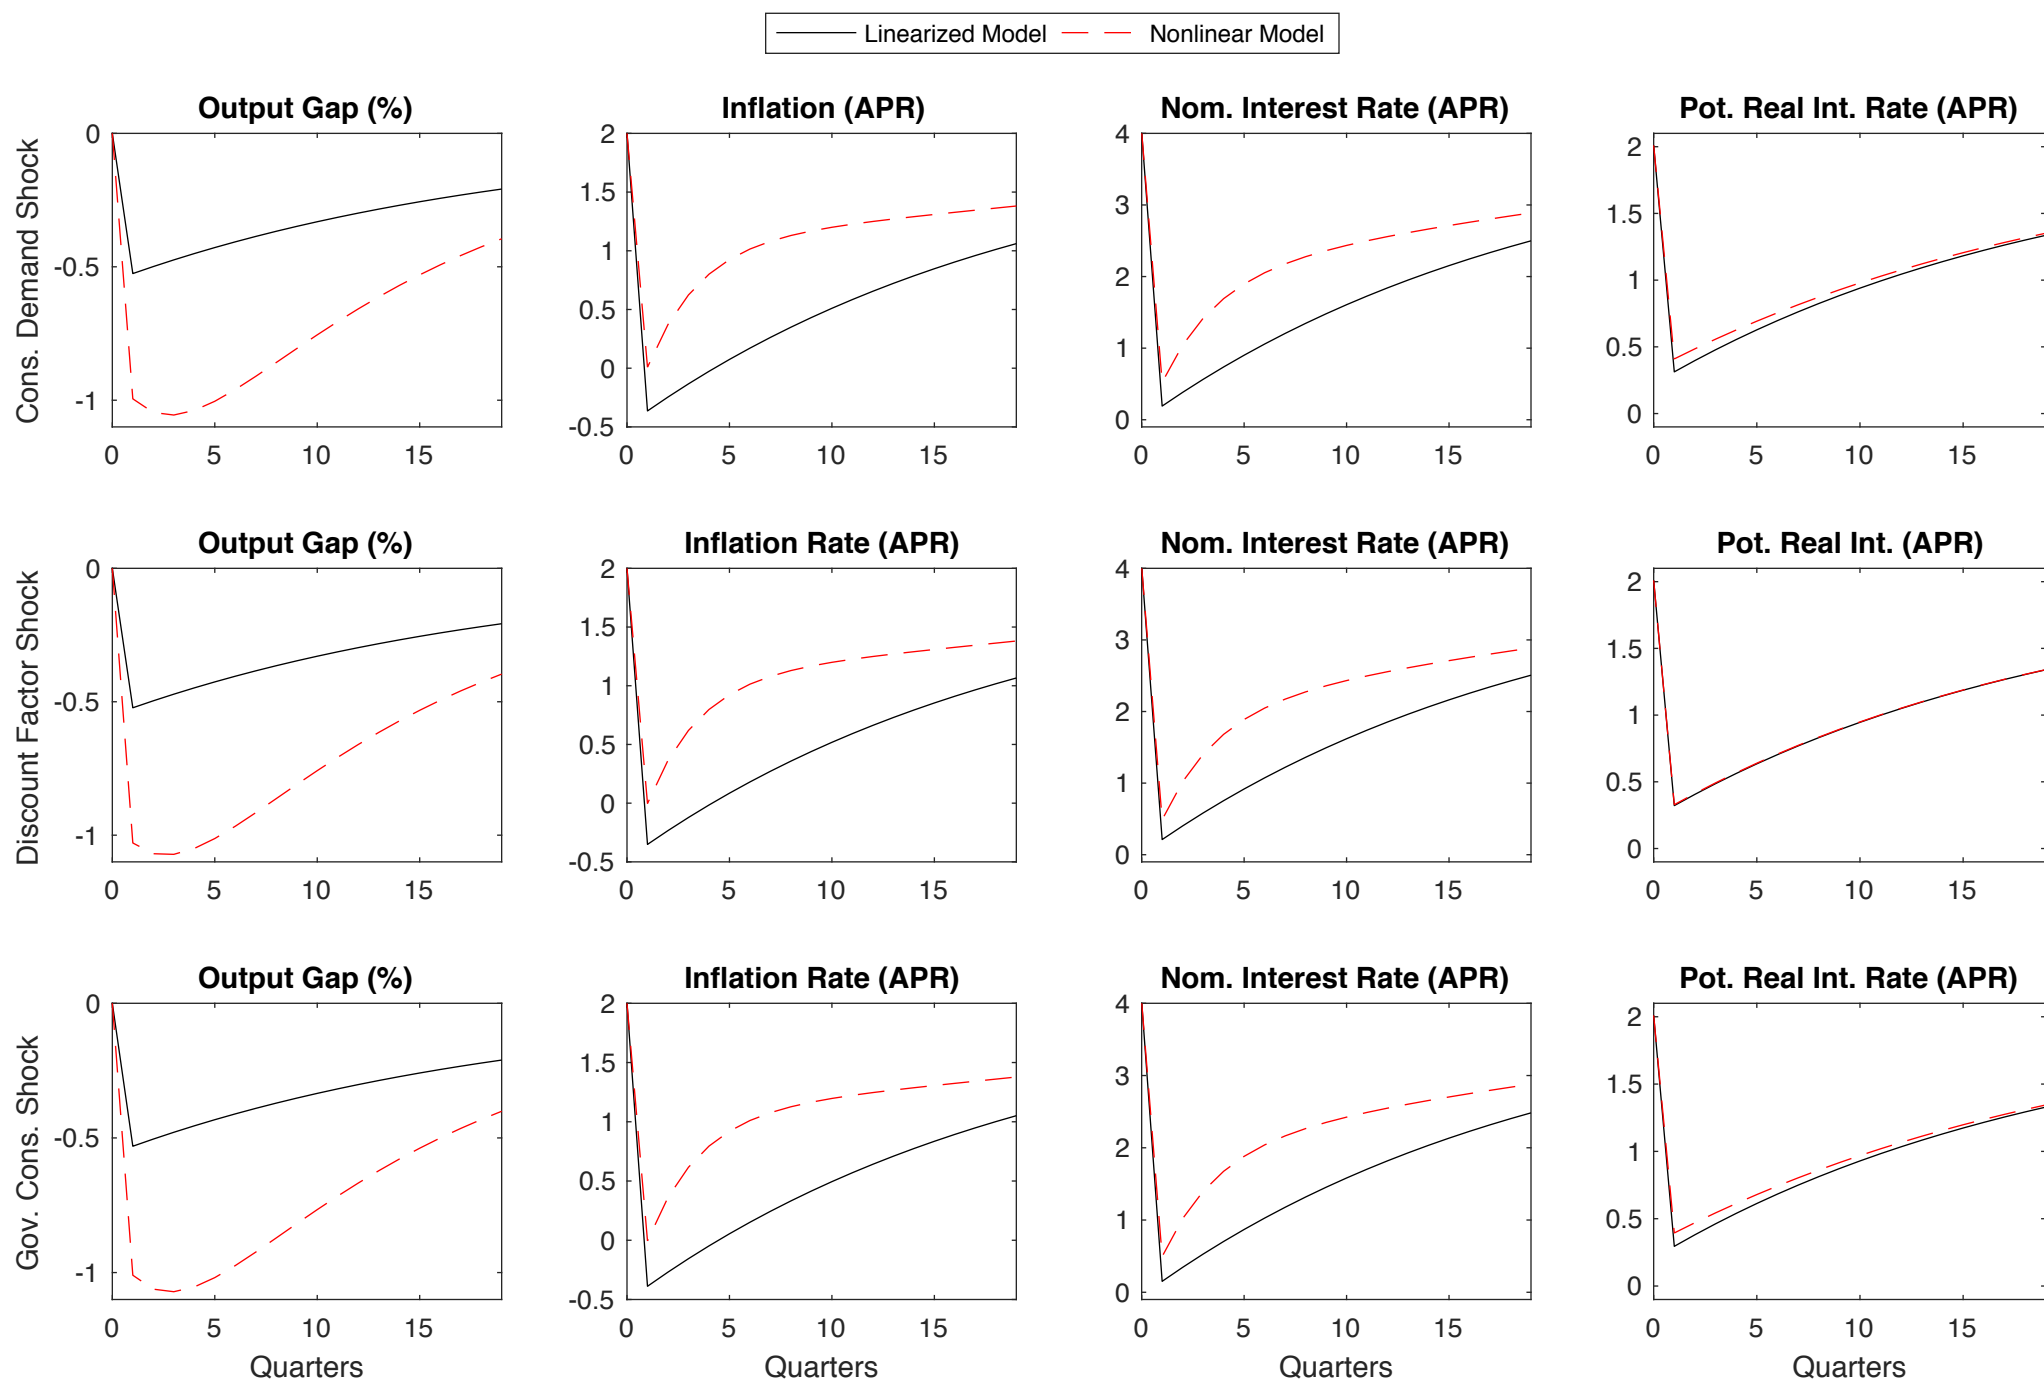 Linearized Model Nonlinear Model
Output Gap (%) Inflation (APR) Nom. Interest Rate (APR) Pot. Real Int. Rate (APR)
Cons. Demand Shock
0
-0.5
-1
0 5 10 15
2
1.5
1
0.5
0
-0.5
0 5 10 15
4
3
2
1
0
0 5 10 15
2
1.5
1
0.5
0
0 5 10 15
Output Gap (%) Inflation Rate (APR) Nom. Interest Rate (APR) Pot. Real Int. (APR)
Discount Factor Shock
0
-0.5
-1
0 5 10 15
2
1.5
1
0.5
0
-0.5
0 5 10 15
4
3
2
1
0
0 5 10 15
2
1.5
1
0.5
0
0 5 10 15
Output Gap (%) Inflation Rate (APR) Nom. Interest Rate (APR) Pot. Real Int. Rate (APR)
Gov. Cons. Shock
0
-0.5
-1
0 5 10 15
Quarters
2
1.5
1
0.5
0
-0.5
0 5 10 15
Quarters
4
3
2
1
0
0 5 10 15
Quarters
2
1.5
1
0.5
0
0 5 10 15
Quarters